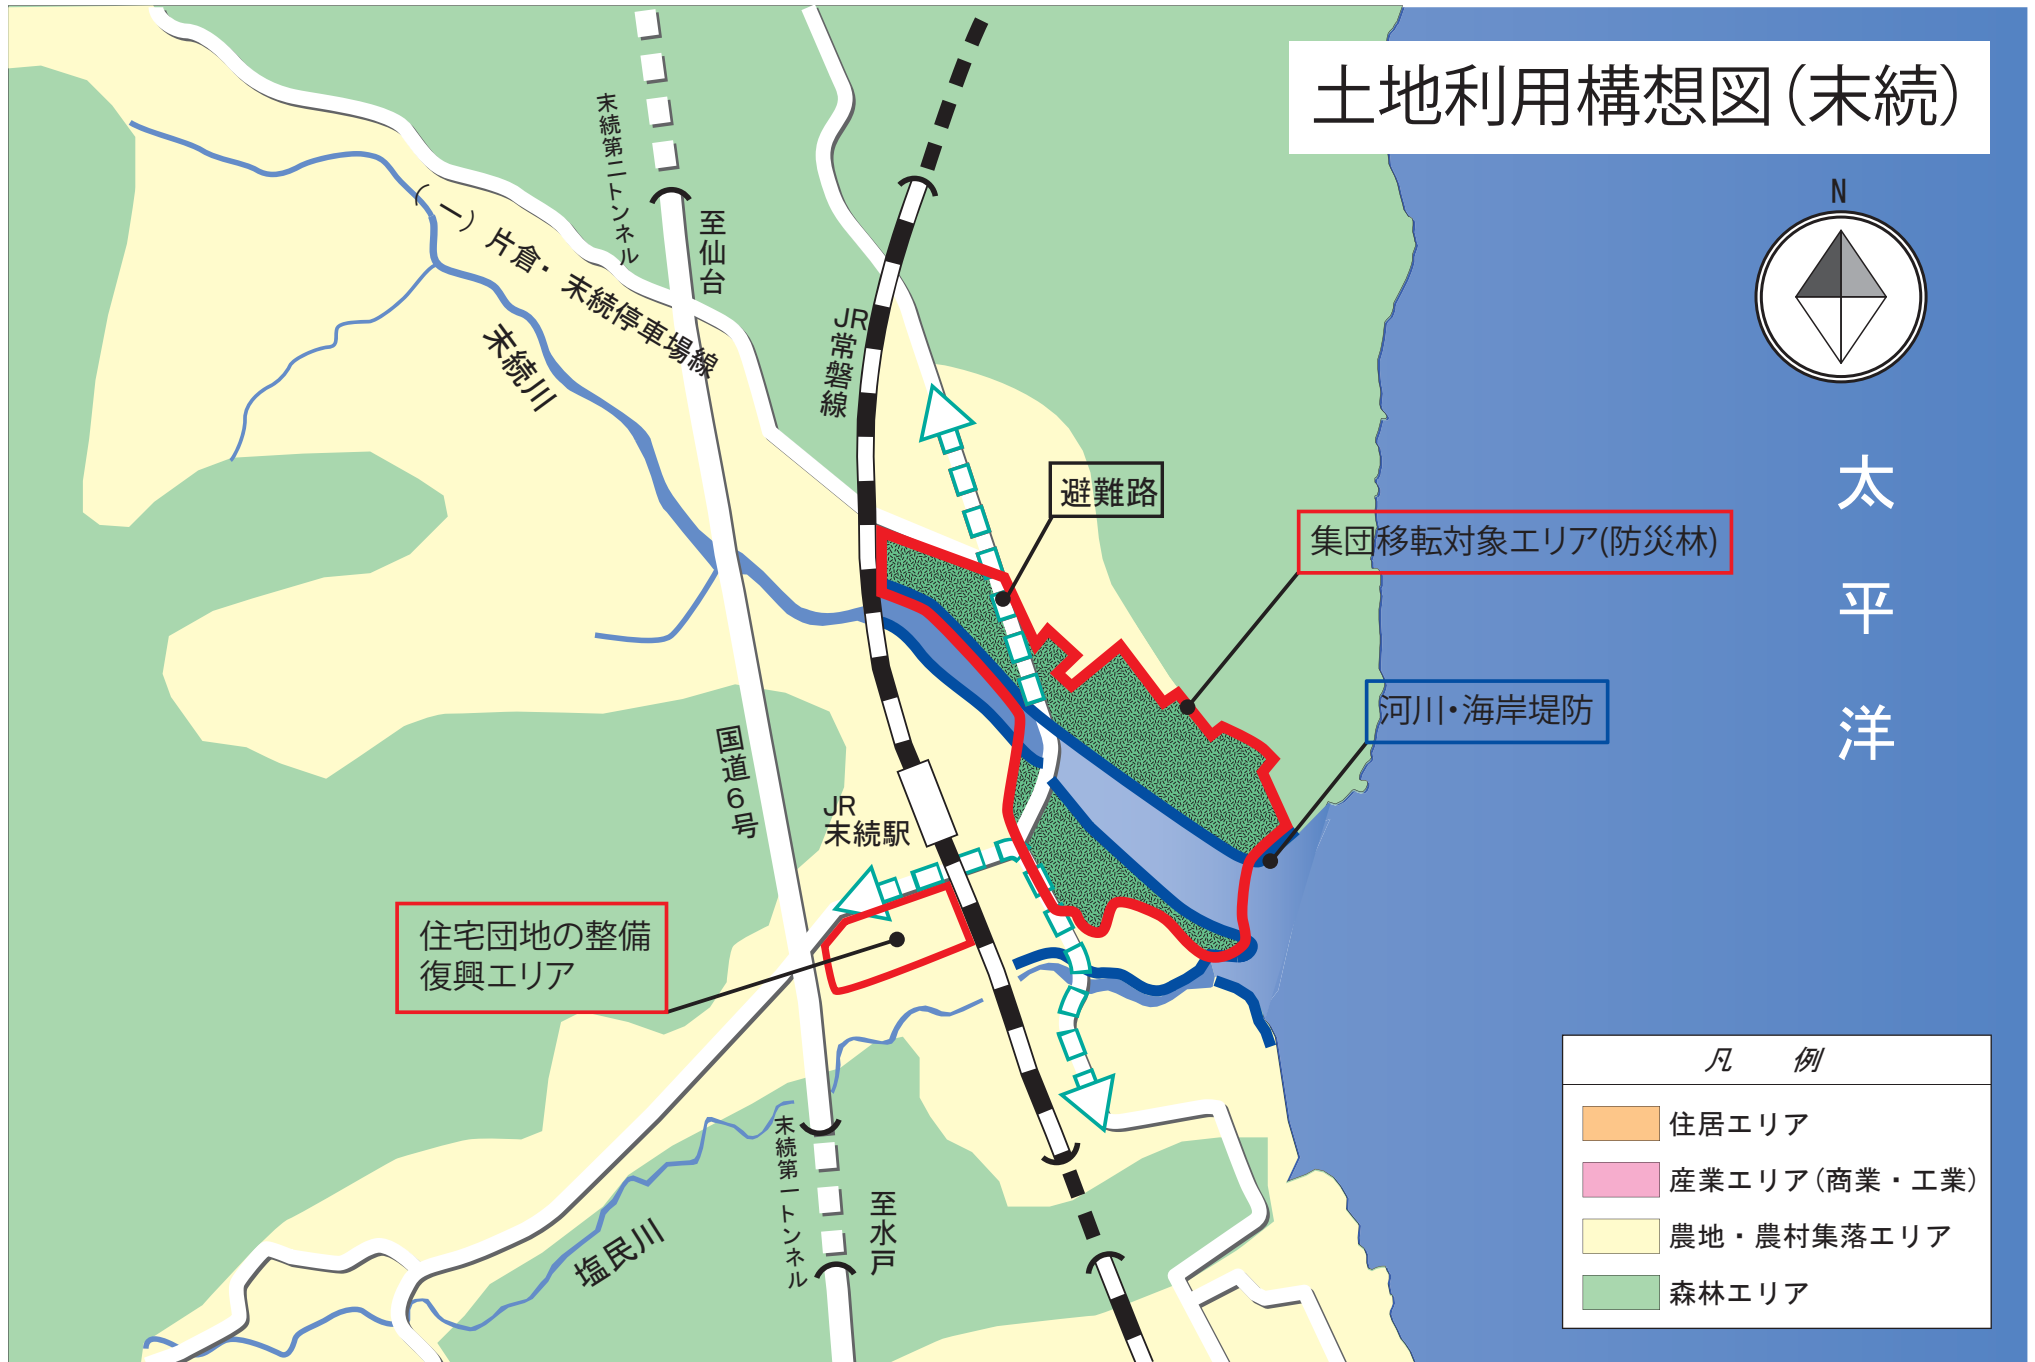 土地利用構想図(末続)
N
末続第二トンネル
至仙台
(一)片倉・末続停車場線
末続川
JR
常磐線
避難路
集団移転対象エリア(防災林)
太平洋
河川・海岸堤防
国道6号
JR
末続駅
住宅団地の整備
復興エリア
末続第一トンネル
至水戸
塩民川
凡 例
住居エリア
産業エリア(商業・工業)
農地・農村集落エリア
森林エリア